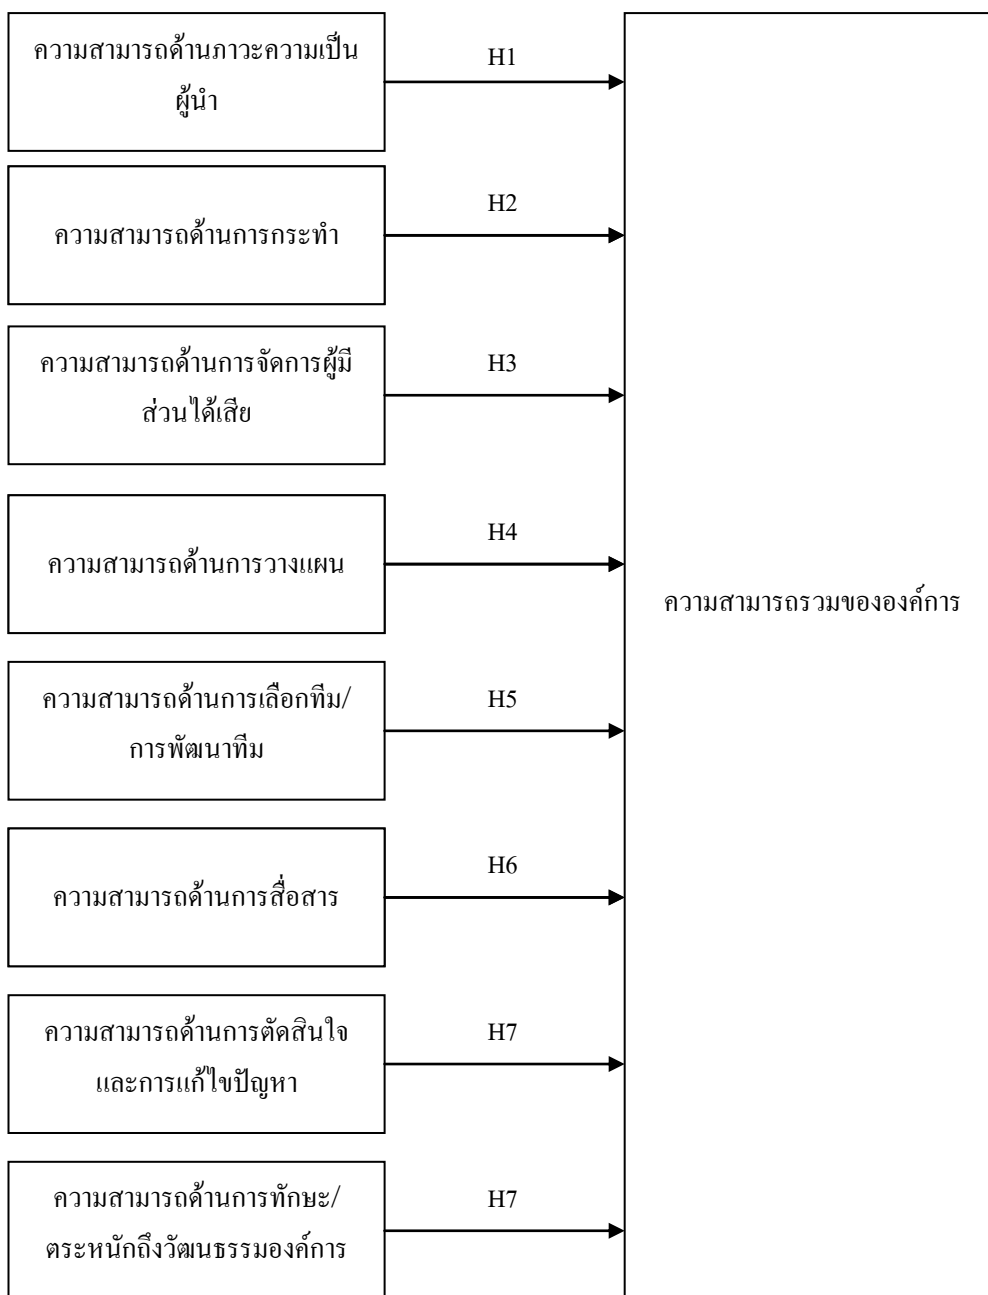 ความสามารถด้านภาวะความเป็น
ผู้นำ
H1
ความสามารถด้านการกระทำ
H2
ความสามารถด้านการจัดการผู้มี
ส่วนได้เสีย
H3
ความสามารถด้านการวางแผน
H4
ความสามารถรวมขององค์การ
ความสามารถด้านการเลือกทีม/
การพัฒนาทีม
H5
ความสามารถด้านการสื่อสาร
H6
ความสามารถด้านการตัดสินใจ
และการแก้ไขปัญหา
H7
ความสามารถด้านการทักษะ/
ตระหนักถึงวัฒนธรรมองค์การ
H7